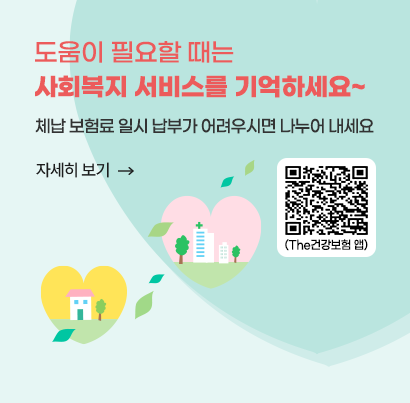 도움이 필요할 때는
사회복지 서비스를 기억하세요~
체납 보험료 일시 납부가 어려우시면 나누어 내세요
자세히 보기 →
(The건강보험 앱)